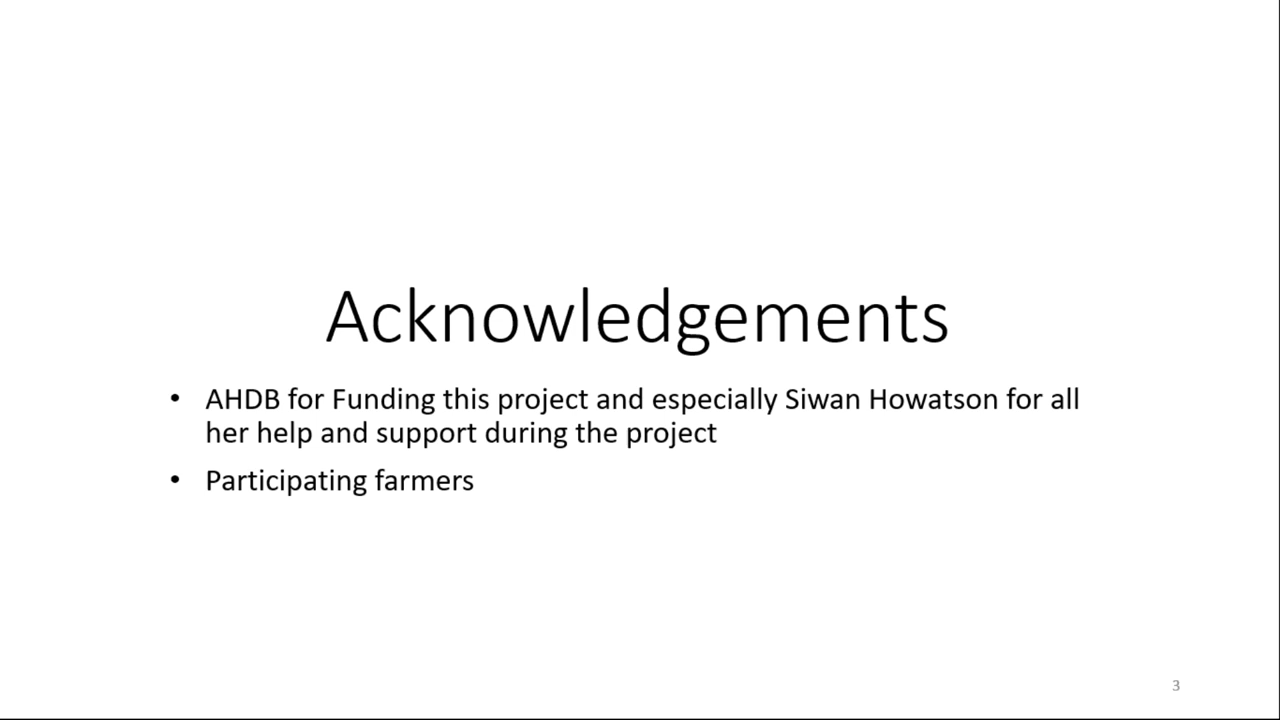 Acknowledgements
• AHDB for Funding this project and especially Siwan Howatson for all
her help and support during the project
• Participating farmers
3